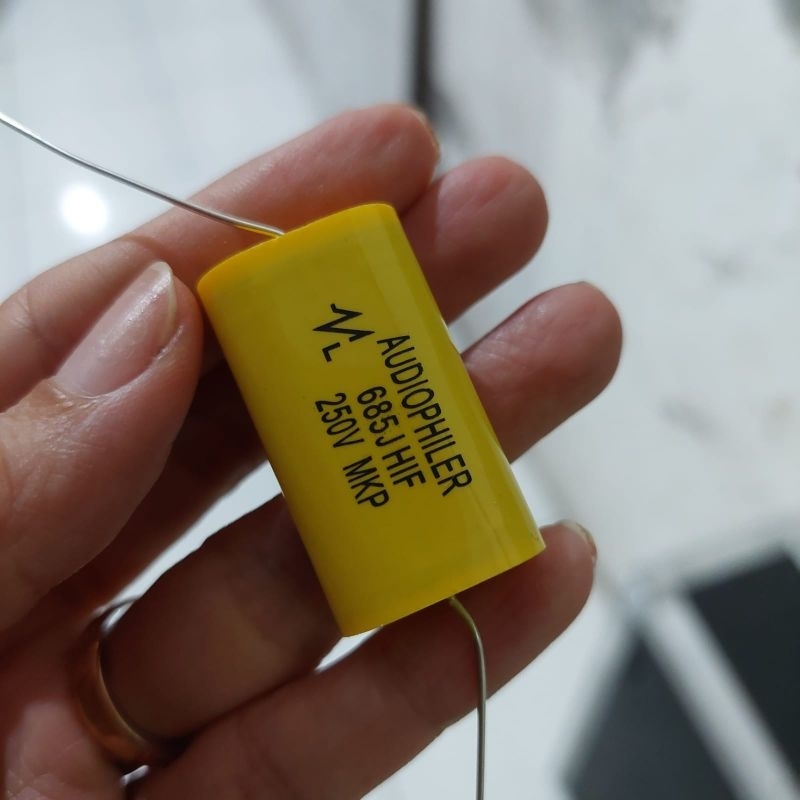 L
AUDIOPHILER
685J HIF
250V MKP